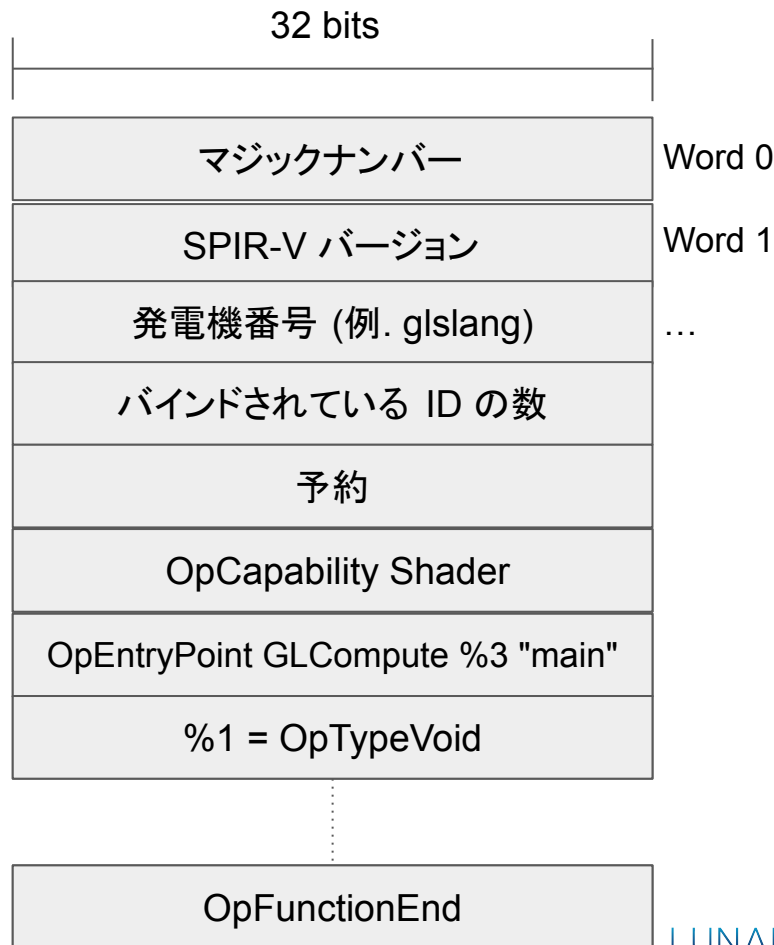 32 bits
マジックナンバー
Word 0
SPIR-V バージョン
Word 1
発電機番号 (例. glslang)
…
バインドされている ID の数
予約
OpCapability Shader
OpEntryPoint GLCompute %3 "main"
%1 = OpTypeVoid
OpFunctionEnd